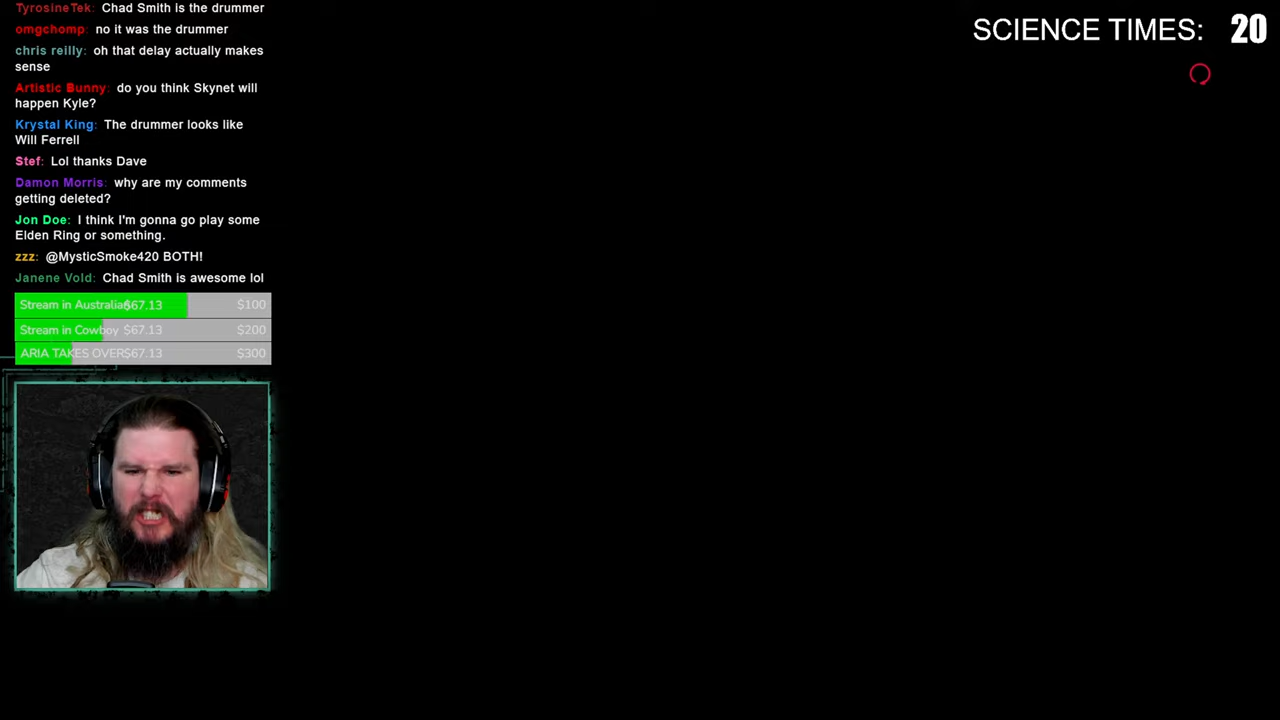 TyrosineTek: Chad Smith is the drummer
omgchomp: no it was the drummer
chris reilly: oh that delay actually makes
sense
Artistic Bunny: do you think Skynet will
happen Kyle?
Krystal King: The drummer looks like
Will Ferrell
Stef: Lol thanks Dave
Damon Morris: why are my comments
getting deleted?
Jon Doe: I think I'm gonna go play some
Elden Ring or something.
zzz: @MysticSmoke420 BOTH!
Janene Vold: Chad Smith is awesome lol
Stream in Australian $67.13 $100
Stream in Cowboy $67.13 $200
ARIA TAKES OVER $67.13 $300
SCIENCE TIMES: 20